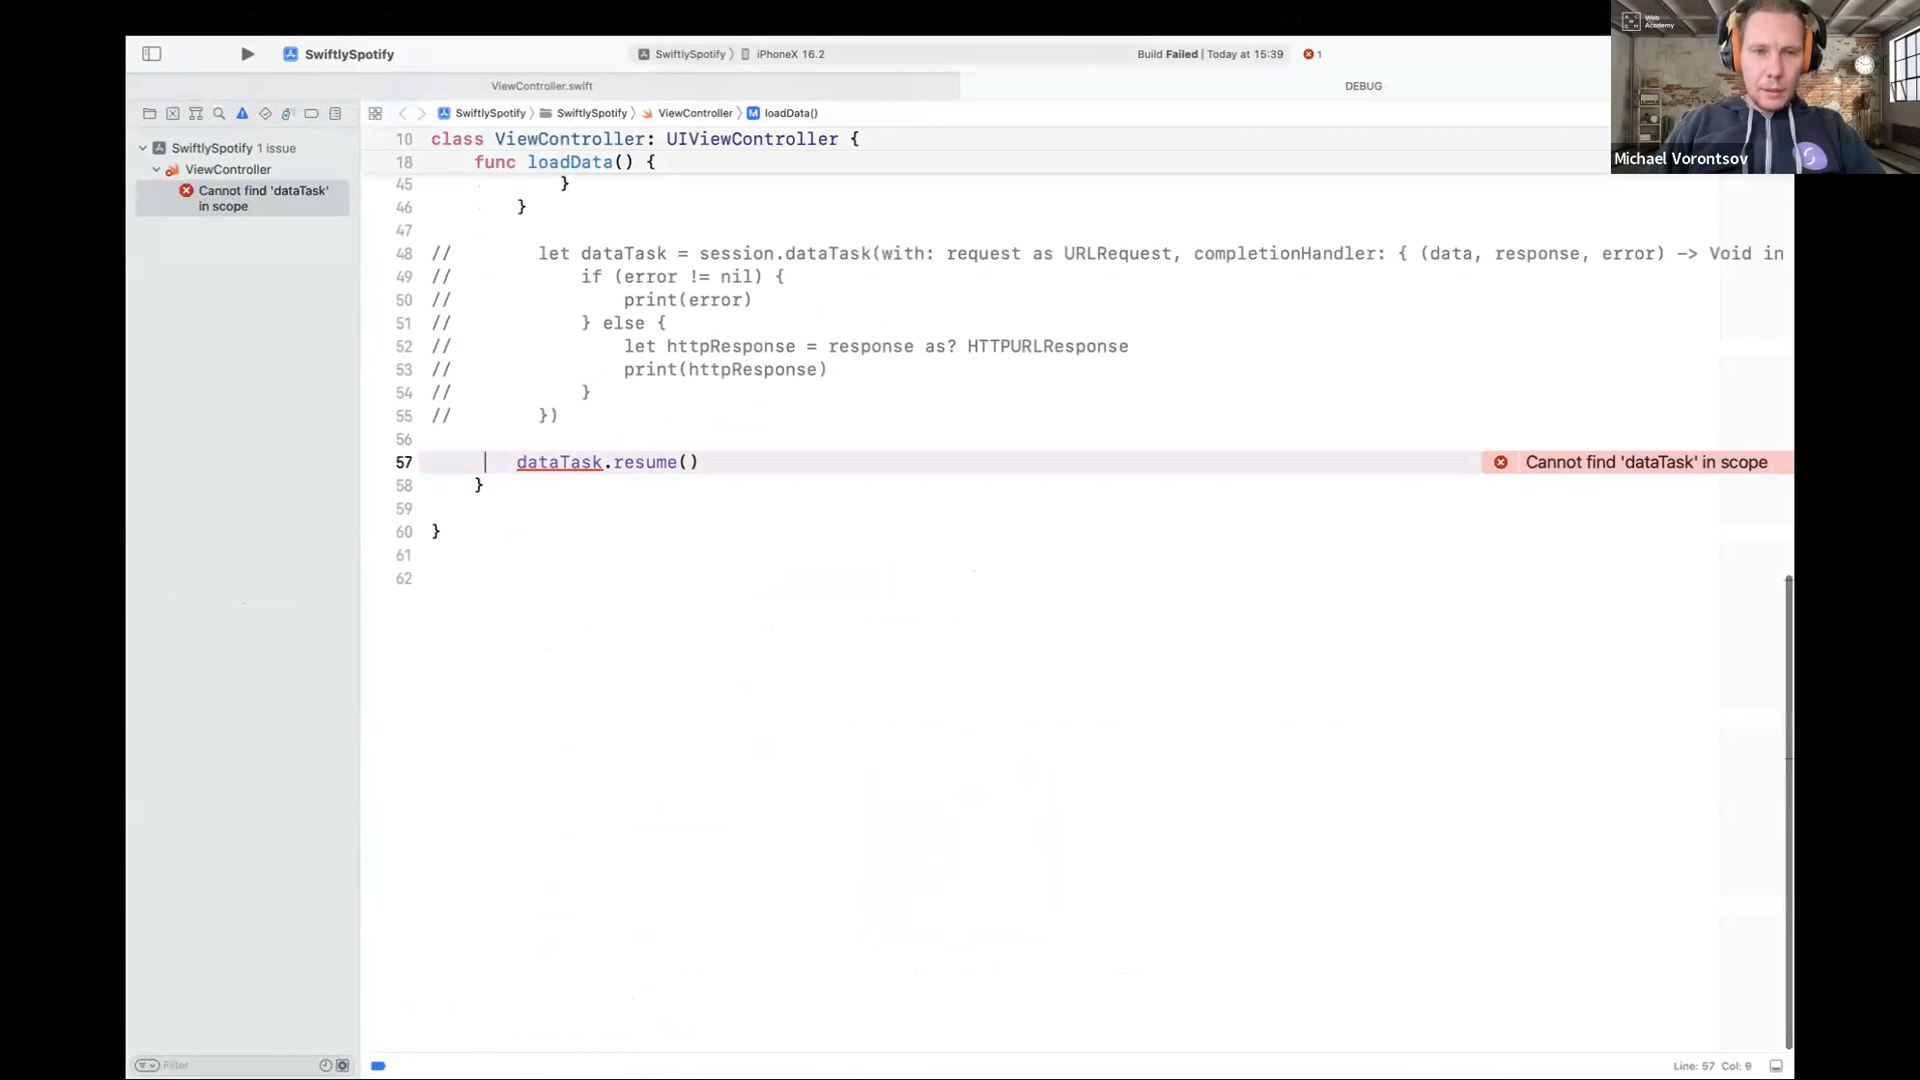 Web
Academy
SwiftlySpotify
SwiftlySpotify
iPhoneX 16.2
Build Failed | Today at 15:39
1
Michael Vorontsov
ViewController.swift
DEBUG
SwiftlySpotify
SwiftlySpotify
ViewController
loadData()
SwiftlySpotify 1 issue
ViewController
Cannot find 'dataTask'
in scope
10 class ViewController: UIViewController {
18 func loadData() {
45 }
46 }
47
48 // let dataTask = session.dataTask(with: request as URLRequest, completionHandler: { (data, response, error) -> Void in
49 // if (error != nil) {
50 // print(error)
51 // } else {
52 // let httpResponse = response as? HTTPURLResponse
53 // print(httpResponse)
54 // }
55 // })
56
57 dataTask.resume()
Cannot find 'dataTask' in scope
58 }
59
60 }
61
62
Filter
Line: 57 Col: 9